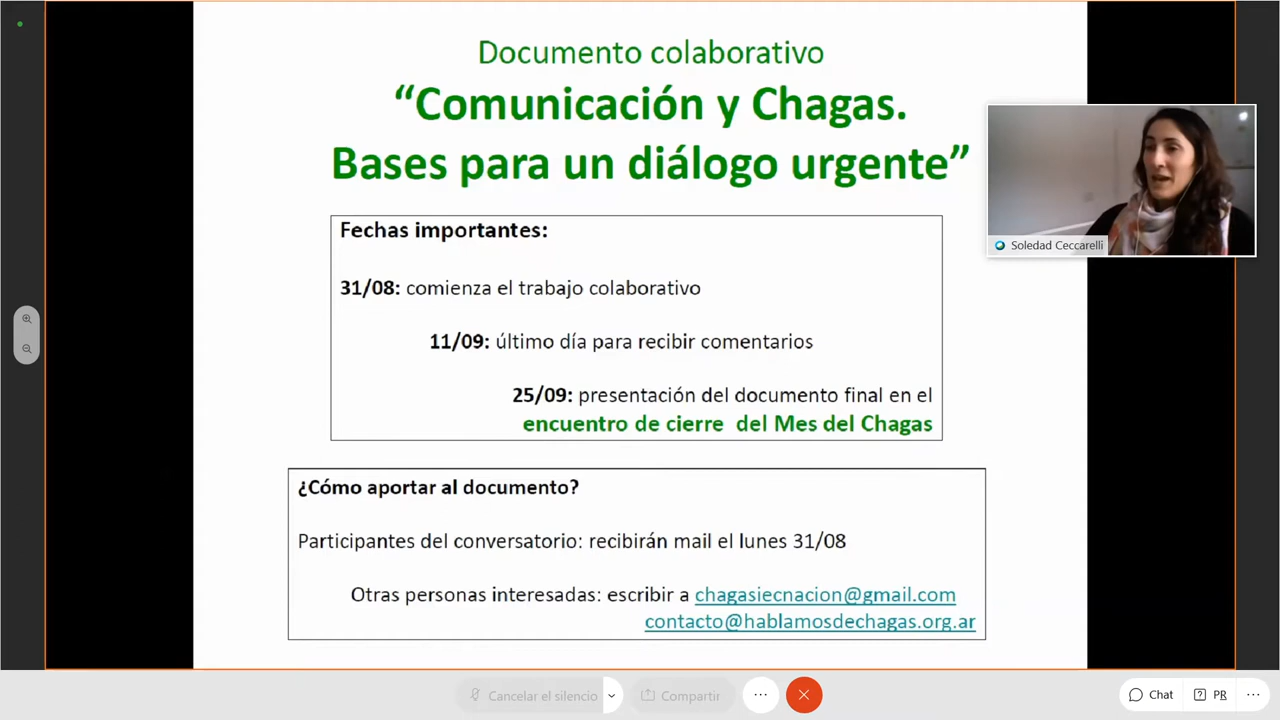 Documento colaborativo
“Comunicación y Chagas.
Bases para un diálogo urgente”
Fechas importantes:
31/08: comienza el trabajo colaborativo
11/09: último día para recibir comentarios
25/09: presentación del documento final en el
encuentro de cierre del Mes del Chagas
¿Cómo aportar al documento?
Participantes del conversatorio: recibirán mail el lunes 31/08
Otras personas interesadas: escribir a chagasiecnacion@gmail.com
contacto@hablamosdechagas.org.ar
Soledad Ceccarelli
Cancelar el silencio
Compartir
Chat
PR